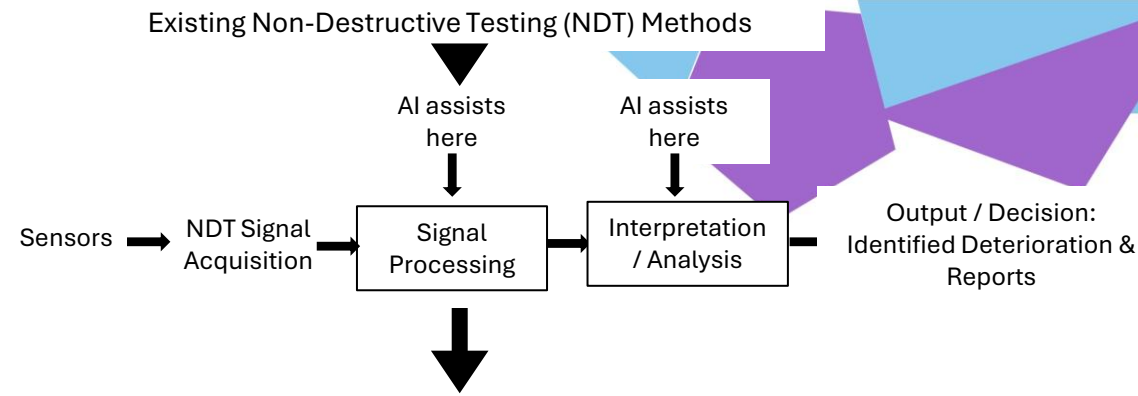 Existing Non-Destructive Testing (NDT) Methods
AI assists
here
AI assists
here
Sensors
NDT Signal
Acquisition
Signal
Processing
Interpretation
/ Analysis
Output / Decision:
Identified Deterioration &
Reports